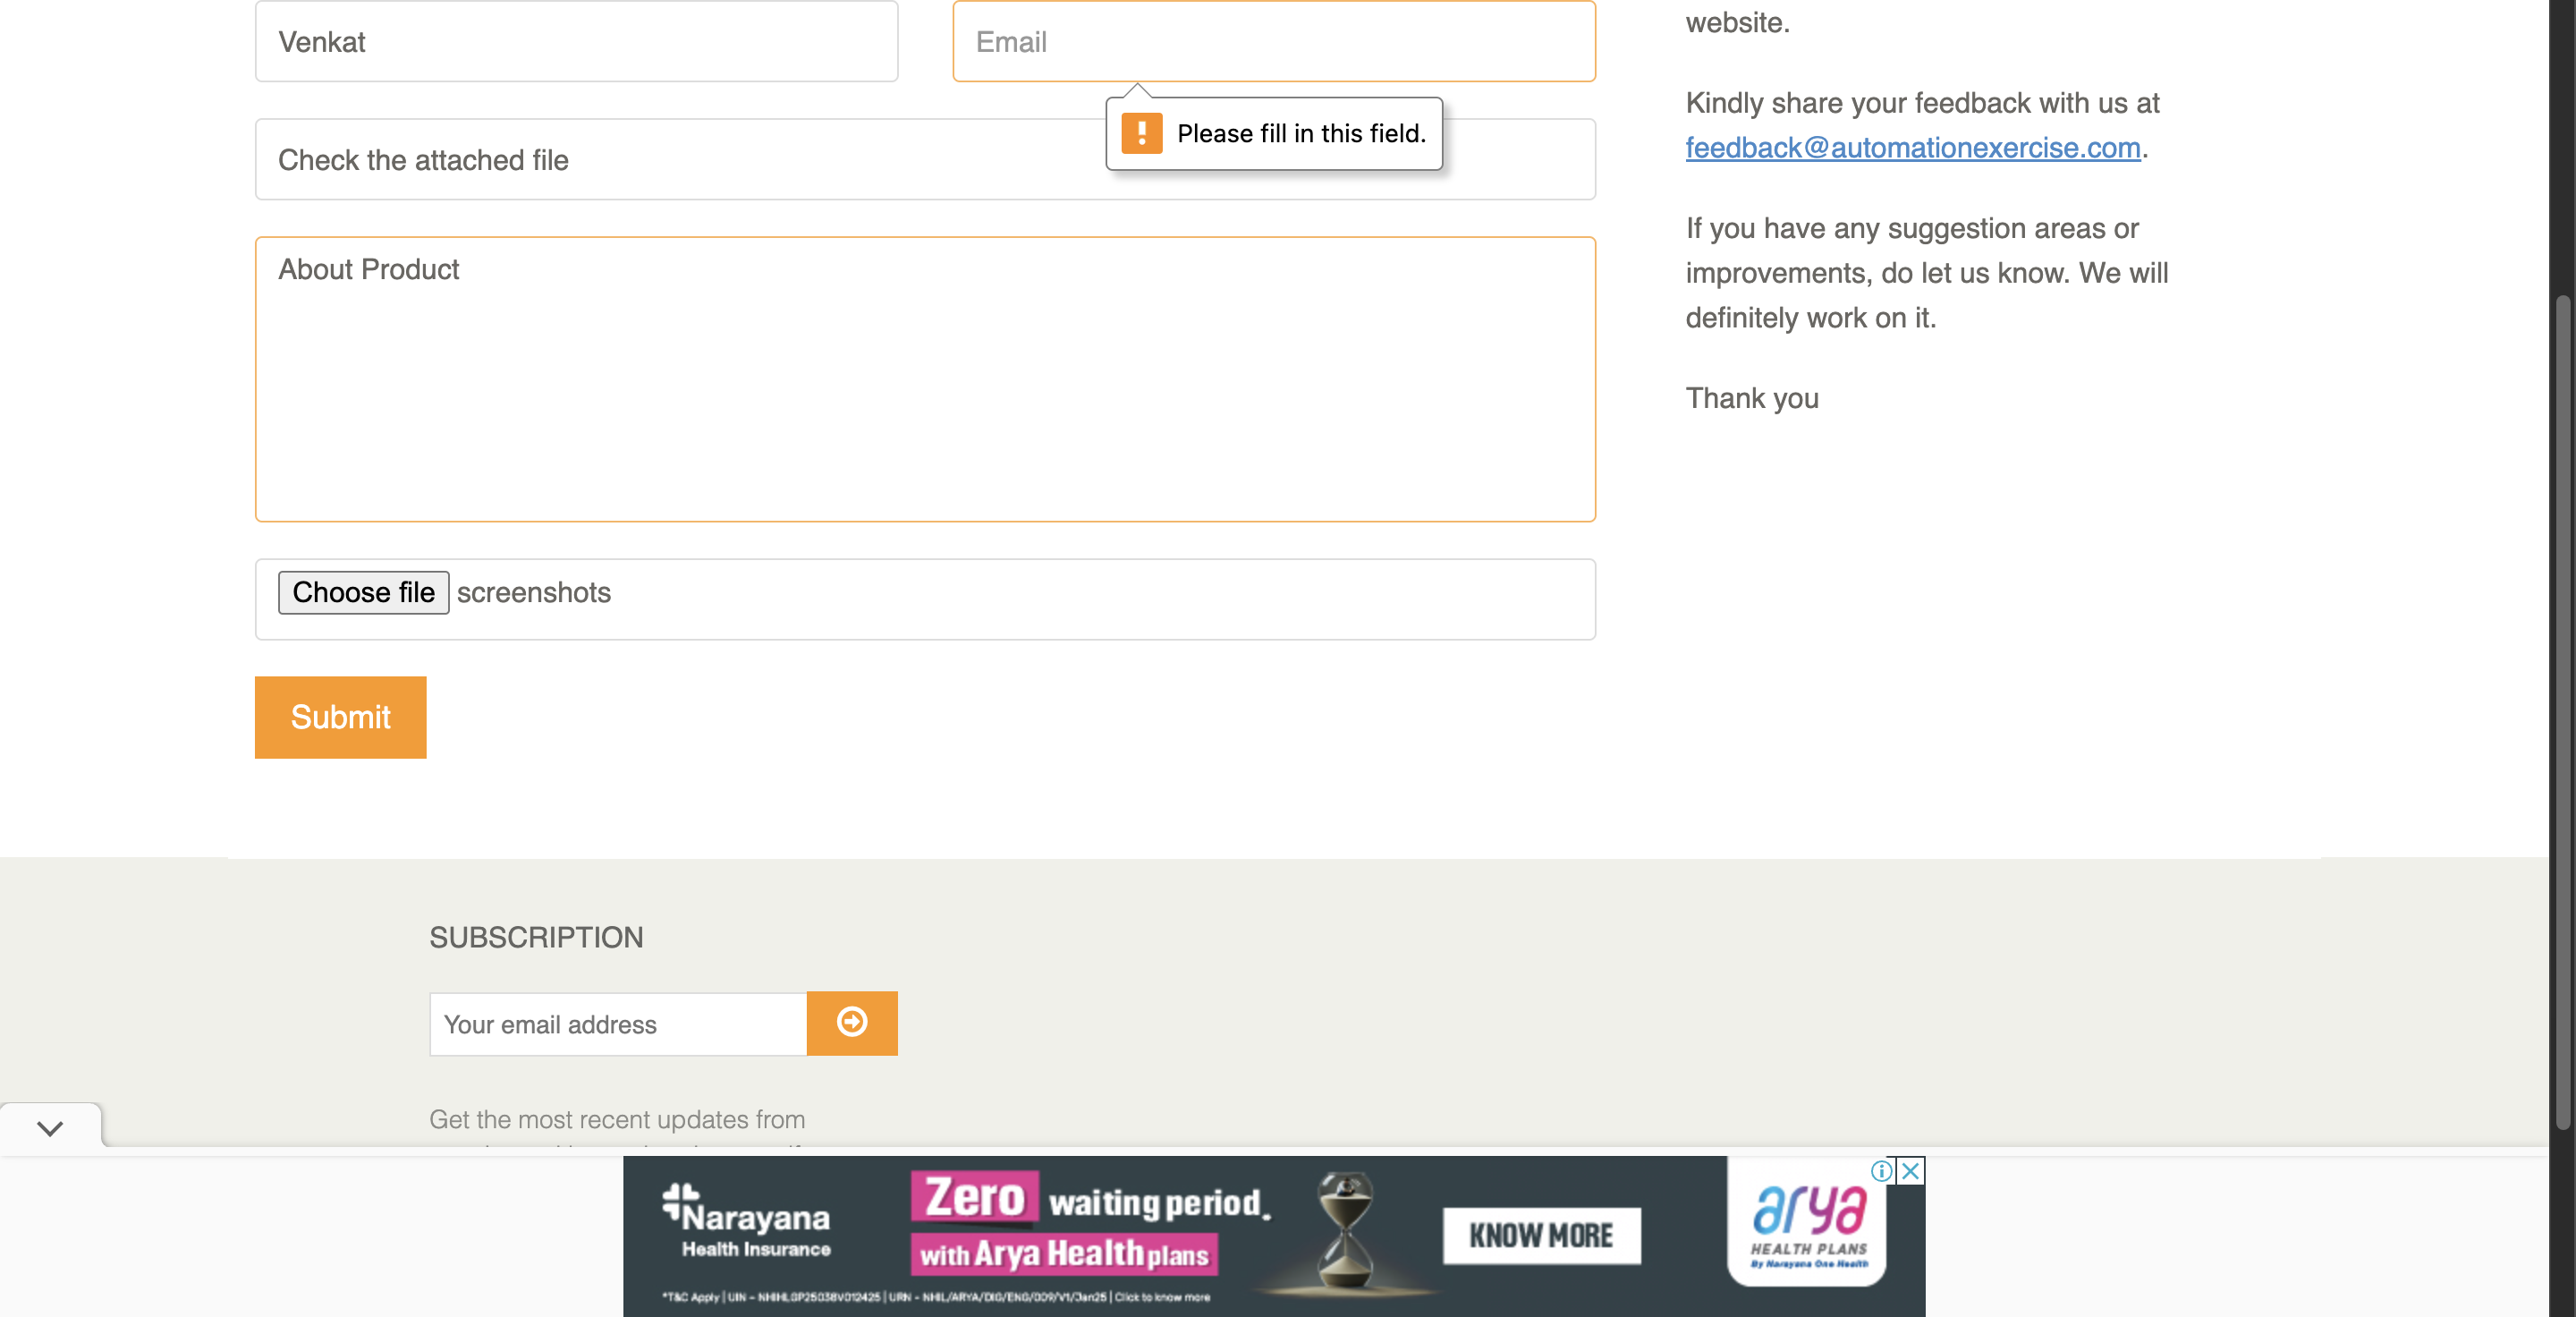 Venkat
Email
Please fill in this field.
Check the attached file
About Product
Choose file screenshots
Submit
website.
Kindly share your feedback with us at
feedback@automationexercise.com.
If you have any suggestion areas or
improvements, do let us know. We will
definitely work on it.
Thank you
SUBSCRIPTION
Your email address
Get the most recent updates from
Narayana
Health Insurance
Zero waiting period.
with Arya Health plans
*T&C Apply | UIN - NHIHLGP25038V012425 | URN - NHIL/ARYA/DIG/ENG/009/V1/Jan25 | Click to know more
KNOW MORE
arya
HEALTH PLANS
By Narayana One Health